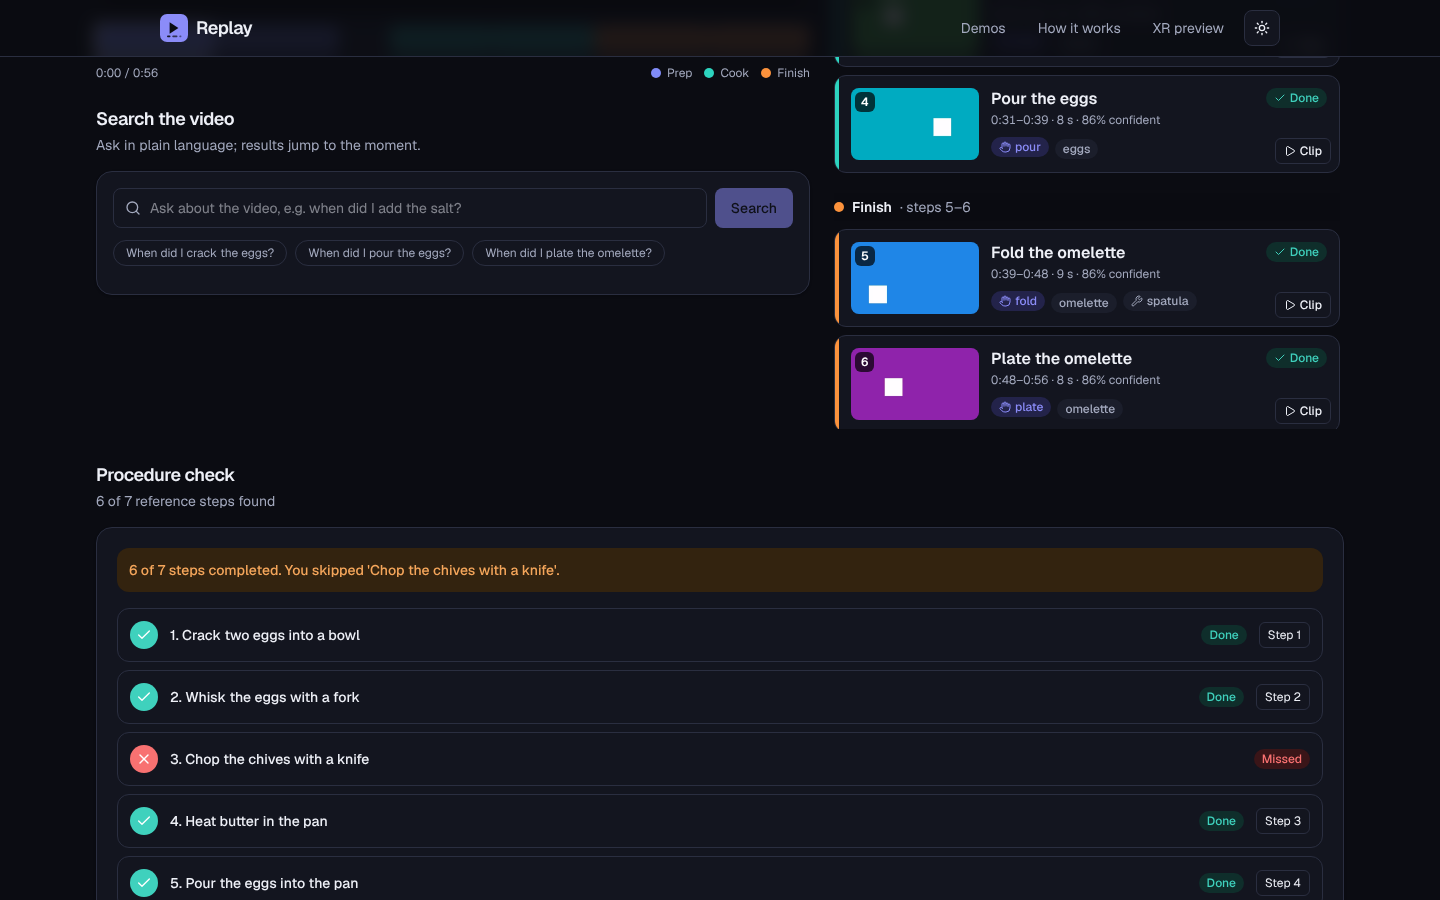 Replay
Demos
How it works
XR preview
0:00 / 0:56
Prep
Cook
Finish
Search the video
Ask in plain language; results jump to the moment.
Ask about the video, e.g. when did I add the salt?
Search
When did I crack the eggs?
When did I pour the eggs?
When did I plate the omelette?
4
Pour the eggs
Done
0:31–0:39 · 8 s · 86% confident
pour
eggs
Clip
Finish · steps 5–6
5
Fold the omelette
Done
0:39–0:48 · 9 s · 86% confident
fold
omelette
spatula
Clip
6
Plate the omelette
Done
0:48–0:56 · 8 s · 86% confident
plate
omelette
Clip
Procedure check
6 of 7 reference steps found
6 of 7 steps completed. You skipped 'Chop the chives with a knife'.
1. Crack two eggs into a bowl
Done
Step 1
2. Whisk the eggs with a fork
Done
Step 2
3. Chop the chives with a knife
Missed
4. Heat butter in the pan
Done
Step 3
5. Pour the eggs into the pan
Done
Step 4